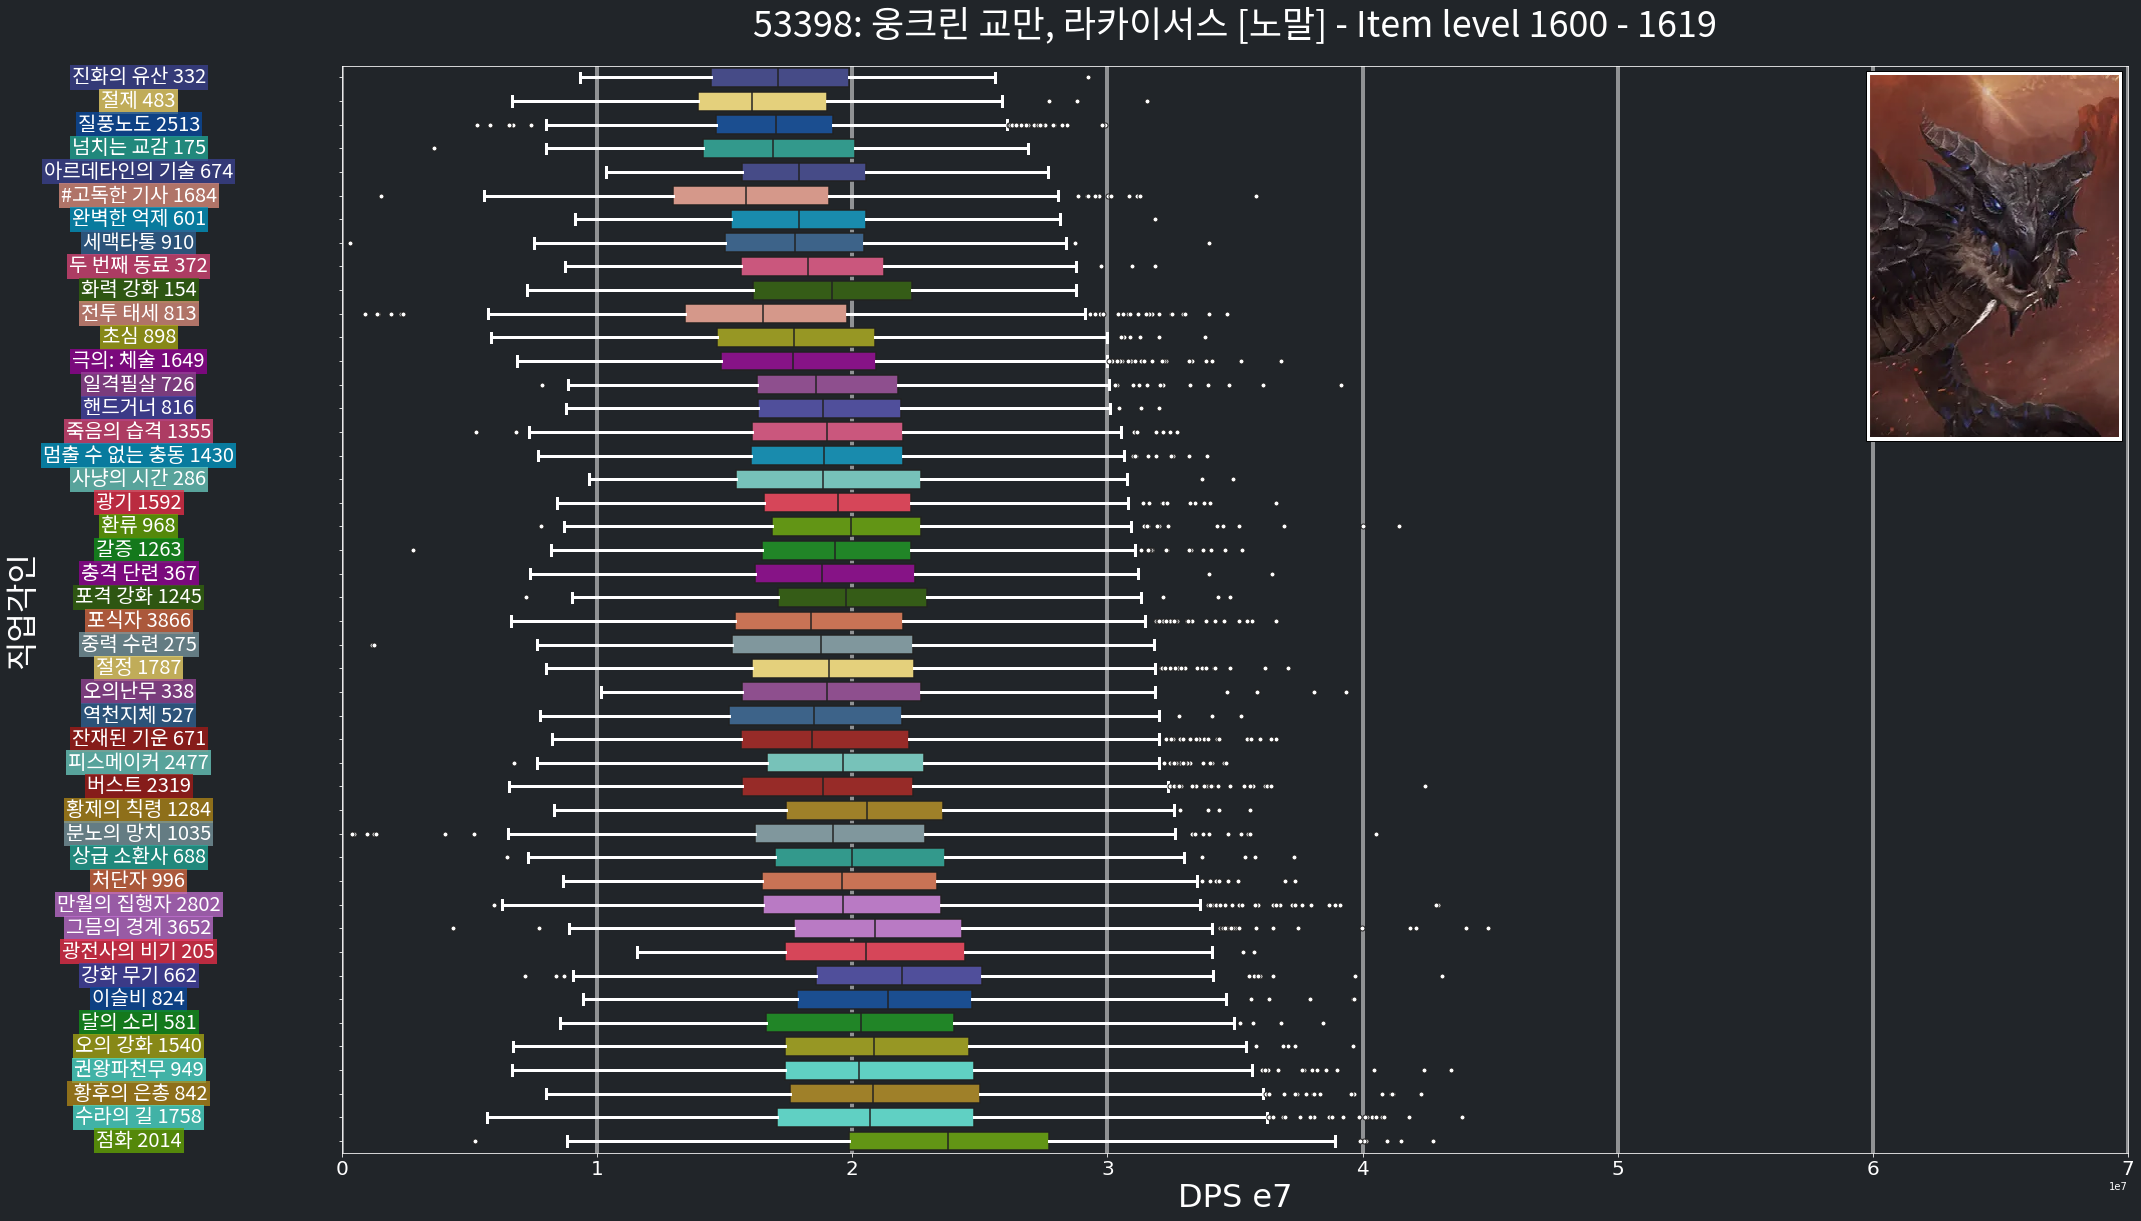 53398: 웅크린 교만, 라카이서스 [노말] - Item level 1600 - 1619
진화의 유산 332
절제 483
질풍노도 2513
넘치는 교감 175
아르데타인의 기술 674
#고독한 기사 1684
완벽한 억제 601
세맥타통 910
두 번째 동료 372
화력 강화 154
전투 태세 813
초심 898
극의: 체술 1649
일격필살 726
핸드거너 816
죽음의 습격 1355
멈출 수 없는 충동 1430
사냥의 시간 286
광기 1592
환류 968
갈증 1263
충격 단련 367
포격 강화 1245
포식자 3866
중력 수련 275
절정 1787
오의난무 338
역천지체 527
잔재된 기운 671
피스메이커 2477
버스트 2319
황제의 칙령 1284
분노의 망치 1035
상급 소환사 688
처단자 996
만월의 집행자 2802
그믐의 경계 3652
광전사의 비기 205
강화 무기 662
이슬비 824
달의 소리 581
오의 강화 1540
권왕파천무 949
황후의 은총 842
수라의 길 1758
점화 2014
직업각인
0 1 2 3 4 5 6 7
DPS e7
1e7